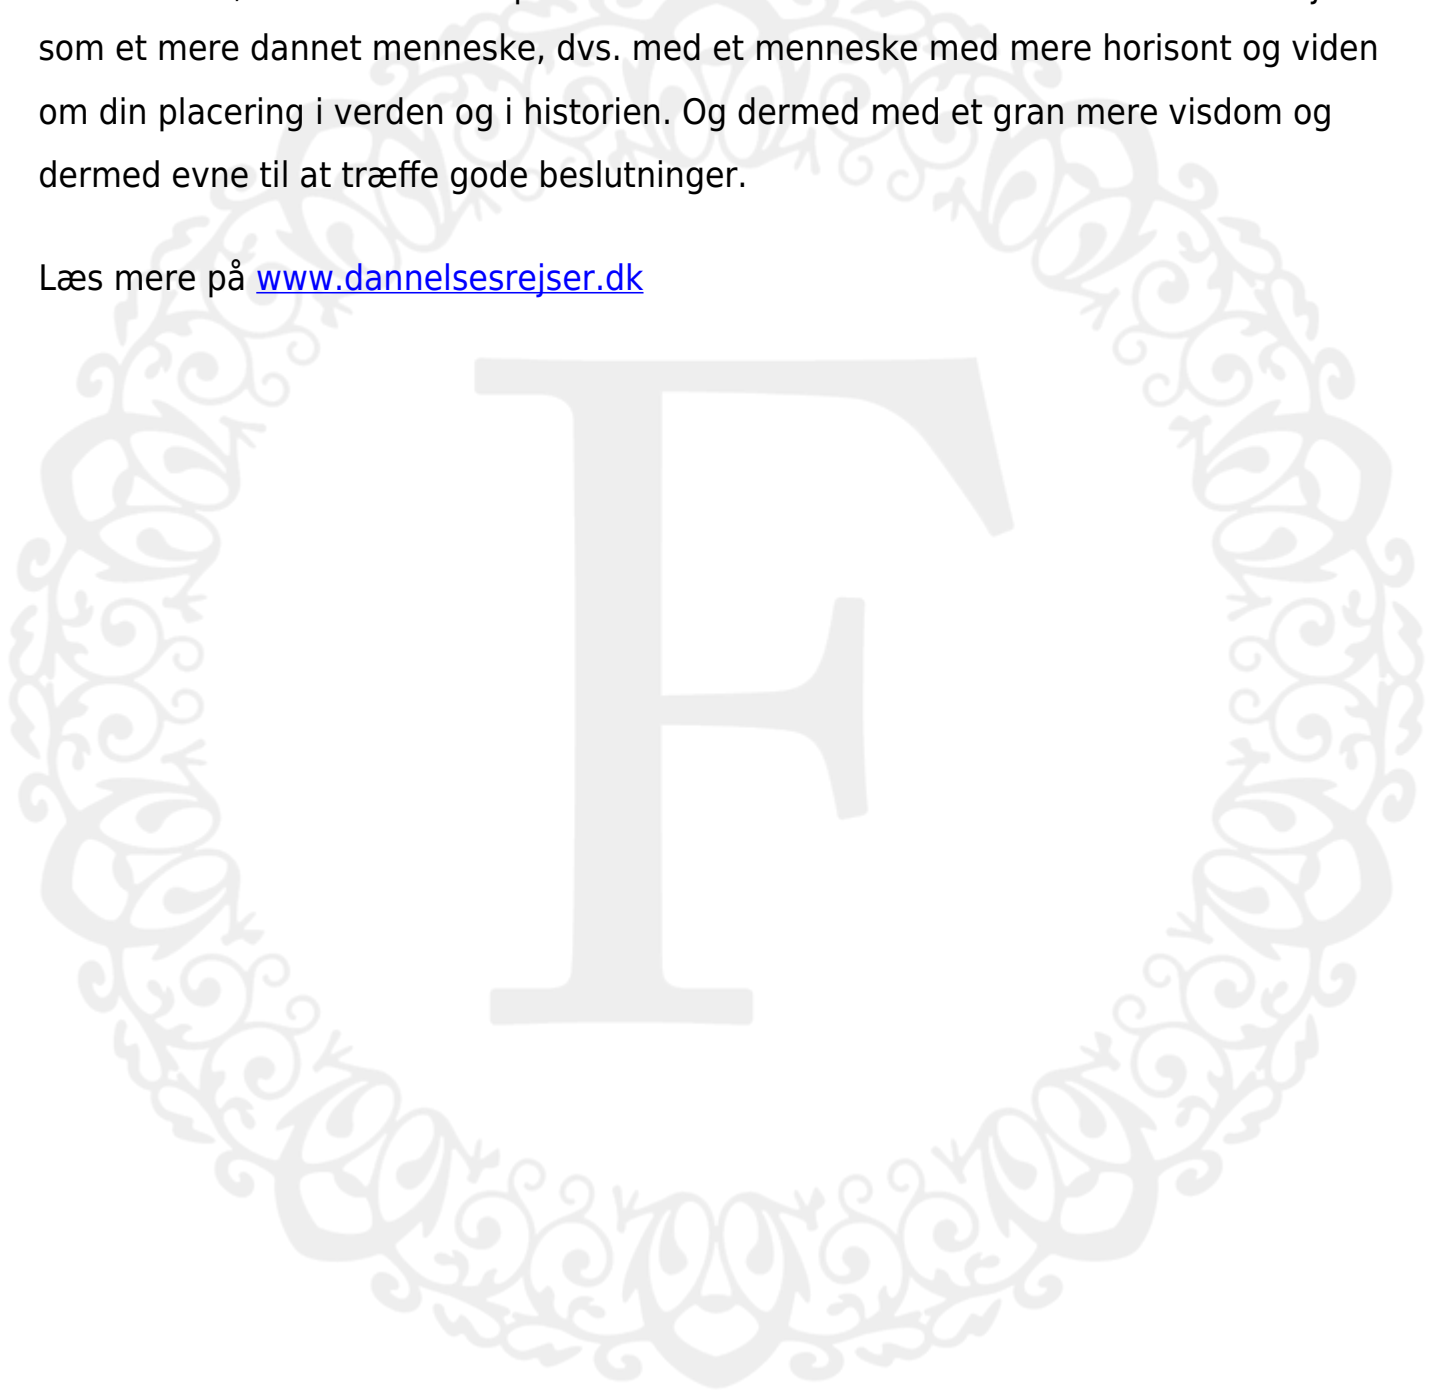 som et mere dannet menneske, dvs. med et menneske med mere horisont og viden
om din placering i verden og i historien. Og dermed med et gran mere visdom og
dermed evne til at træffe gode beslutninger.
Læs mere på www.dannelsesrejser.dk
F